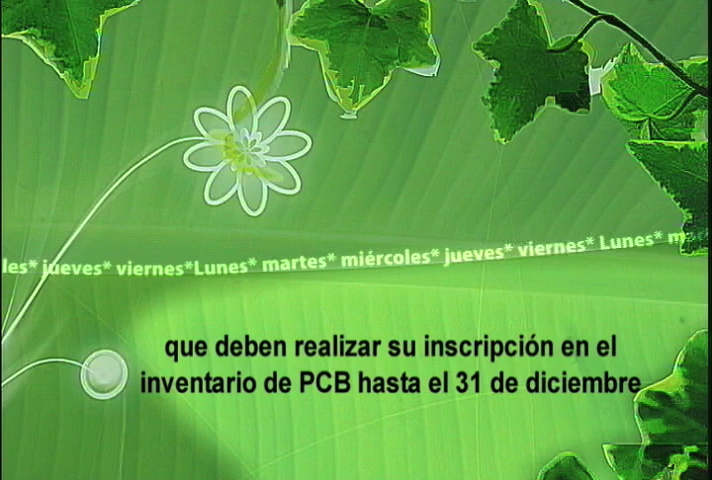 les* jueves* viernes*Lunes* martes* miércoles* jueves* viernes* Lunes* m
que deben realizar su inscripción en el
inventario de PCB hasta el 31 de diciembre